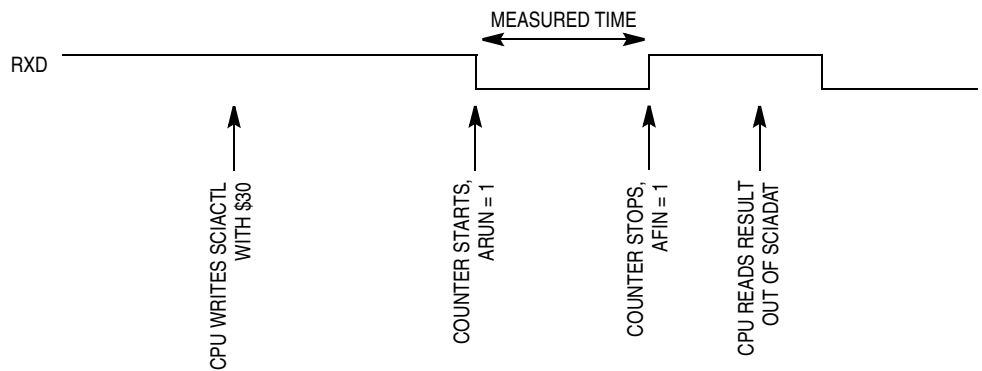 MEASURED TIME
RXD
CPU WRITES SCIACTL
WITH $30
COUNTER STARTS,
ARUN = 1
COUNTER STOPS,
AFIN = 1
CPU READS RESULT
OUT OF SCIADAT